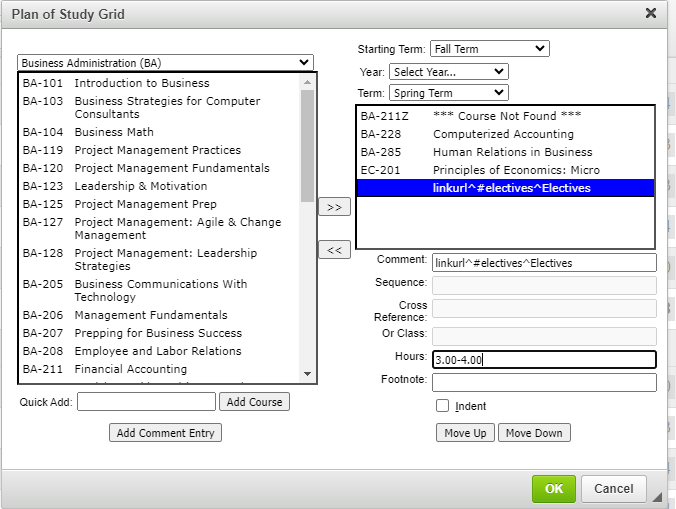 Plan of Study Grid
Business Administration (BA)
BA-101 Introduction to Business
BA-103 Business Strategies for Computer
Consultants
BA-104 Business Math
BA-119 Project Management Practices
BA-120 Project Management Fundamentals
BA-123 Leadership & Motivation
BA-125 Project Management Prep
BA-127 Project Management: Agile & Change
Management
BA-128 Project Management: Leadership
Strategies
BA-205 Business Communications With
Technology
BA-206 Management Fundamentals
BA-207 Prepping for Business Success
BA-208 Employee and Labor Relations
BA-211 Financial Accounting
Quick Add:
Add Course
Add Comment Entry
>>
<<
Starting Term: Fall Term
Year: Select Year...
Term: Spring Term
BA-211Z *** Course Not Found ***
BA-228 Computerized Accounting
BA-285 Human Relations in Business
EC-201 Principles of Economics: Micro
linkurl^#electives^Electives
Comment: linkurl^#electives^Electives
Sequence:
Cross
Reference:
Or Class:
Hours: 3.00-4.00
Footnote:
Indent
Move Up Move Down
OK Cancel